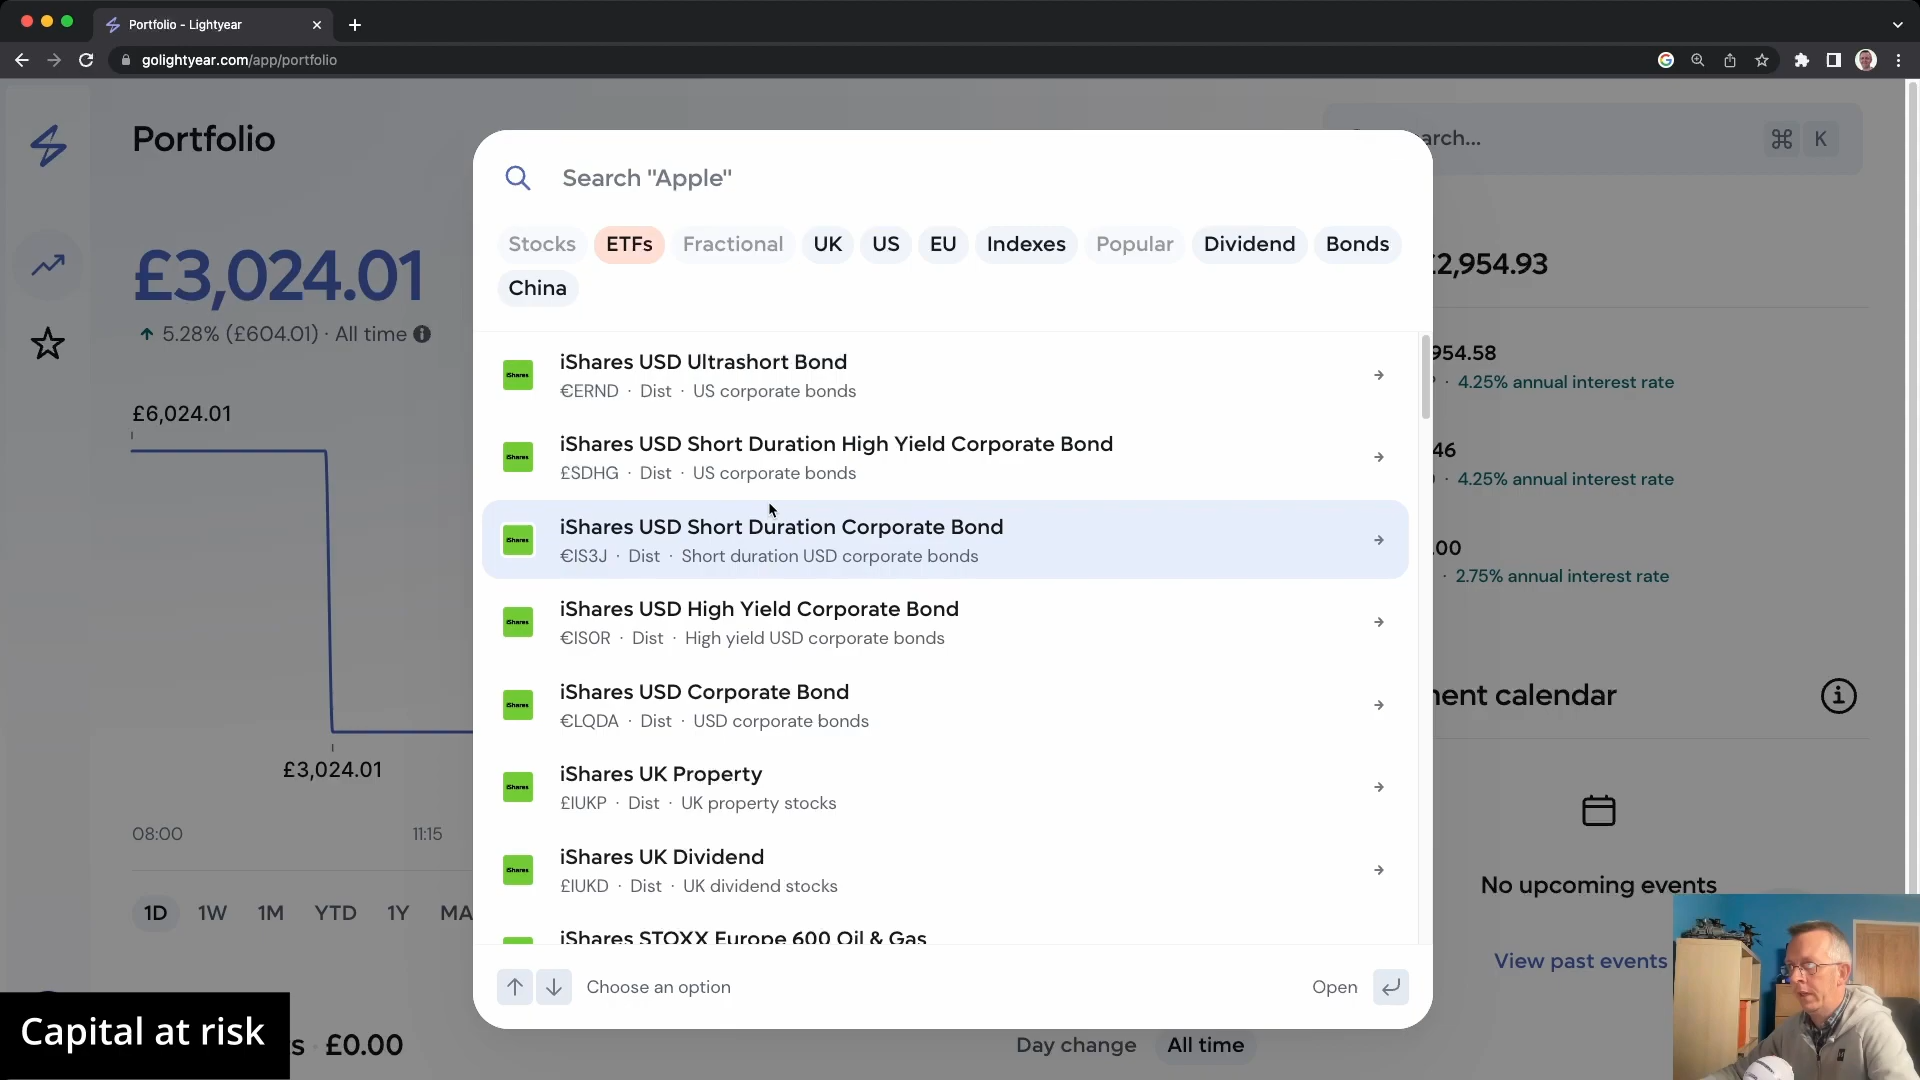 Portfolio - Lightyear
golightyear.com/app/portfolio
Portfolio
arch...
⌘ K
£3,024.01
5.28% (£604.01) · All time
£6,024.01
£3,024.01
08:00
11:15
1D 1W 1M YTD 1Y MA
s · £0.00
Capital at risk
Search "Apple"
Stocks ETFs Fractional UK US EU Indexes Popular Dividend Bonds
China
iShares USD Ultrashort Bond
€ERND · Dist · US corporate bonds
iShares USD Short Duration High Yield Corporate Bond
£SDHG · Dist · US corporate bonds
iShares USD Short Duration Corporate Bond
€IS3J · Dist · Short duration USD corporate bonds
iShares USD High Yield Corporate Bond
€IS0R · Dist · High yield USD corporate bonds
iShares USD Corporate Bond
€LQDA · Dist · USD corporate bonds
iShares UK Property
£IUKP · Dist · UK property stocks
iShares UK Dividend
£IUKD · Dist · UK dividend stocks
iShares STOXX Europe 600 Oil & Gas
Choose an option
Open
2,954.93
954.58
· 4.25% annual interest rate
46
· 4.25% annual interest rate
.00
· 2.75% annual interest rate
ment calendar
No upcoming events
View past events
Day change All time